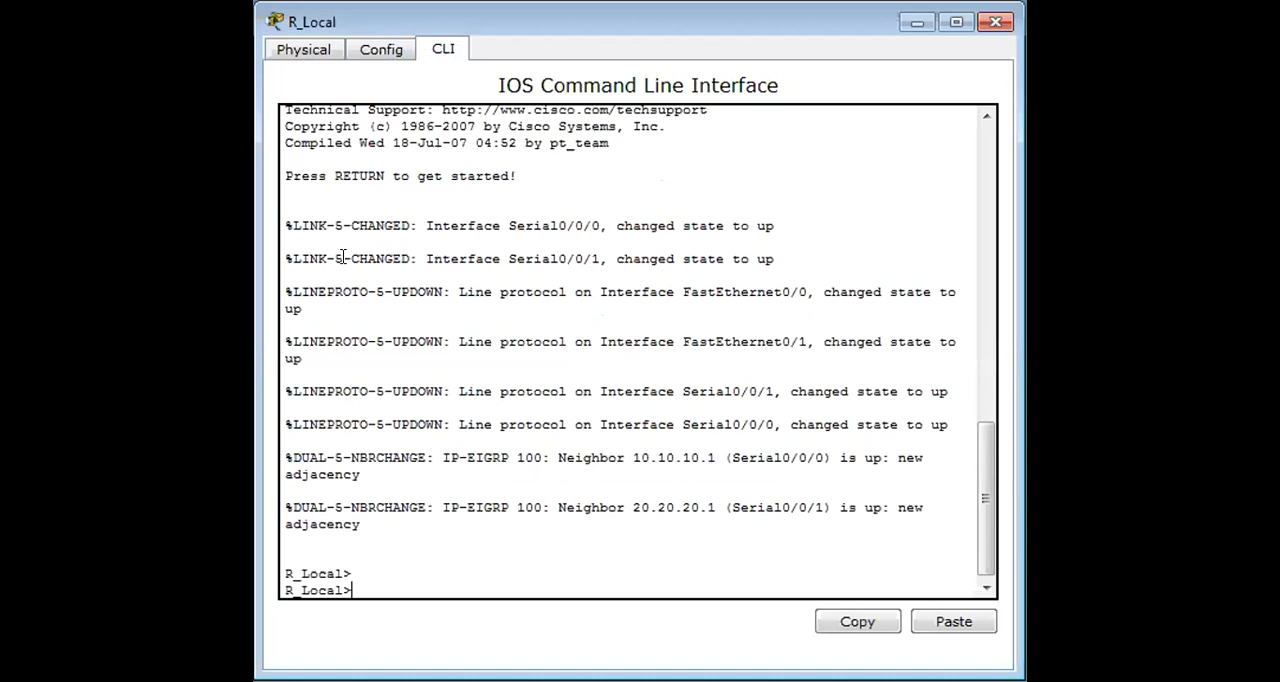 R_Local
Physical
Config
CLI
IOS Command Line Interface
Technical Support: http://www.cisco.com/techsupport
Copyright (c) 1986-2007 by Cisco Systems, Inc.
Compiled Wed 18-Jul-07 04:52 by pt_team
Press RETURN to get started!
%LINK-5-CHANGED: Interface Serial0/0/0, changed state to up
%LINK-5-CHANGED: Interface Serial0/0/1, changed state to up
%LINEPROTO-5-UPDOWN: Line protocol on Interface FastEthernet0/0, changed state to
up
%LINEPROTO-5-UPDOWN: Line protocol on Interface FastEthernet0/1, changed state to
up
%LINEPROTO-5-UPDOWN: Line protocol on Interface Serial0/0/1, changed state to up
%LINEPROTO-5-UPDOWN: Line protocol on Interface Serial0/0/0, changed state to up
%DUAL-5-NBRCHANGE: IP-EIGRP 100: Neighbor 10.10.10.1 (Serial0/0/0) is up: new
adjacency
%DUAL-5-NBRCHANGE: IP-EIGRP 100: Neighbor 20.20.20.1 (Serial0/0/1) is up: new
adjacency
R_Local>
R_Local>
Copy
Paste